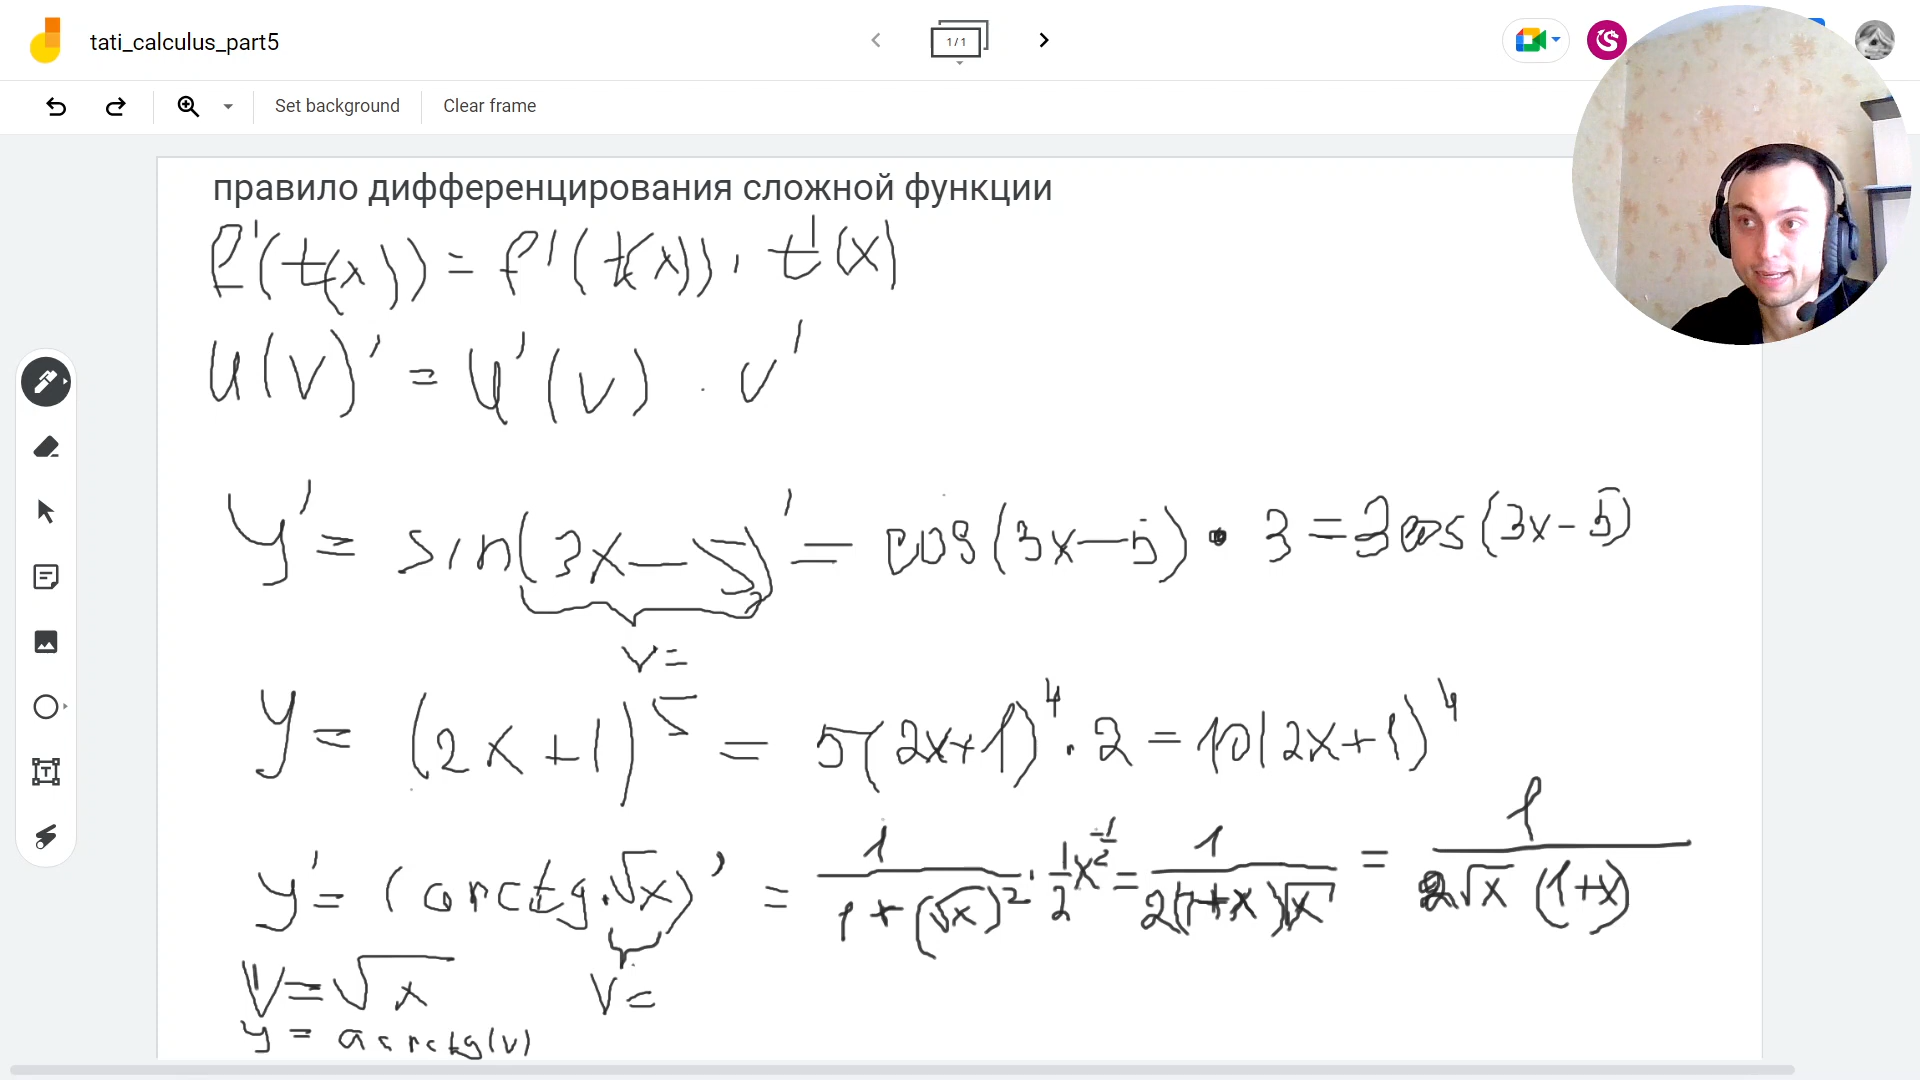 tati_calculus_part5
1/1
Set background
Clear frame
правило дифференцирования сложной функции
f'(t(x)) = f'(t(x)) · t'(x)
u(v)' = u'(v) · v'
y' = sin(3x-5)' = cos(3x-5) · 3 = 3cos(3x-5)
v=
y = (2x+1)^5 = 5(2x+1)^4 · 2 = 10(2x+1)^4
y' = (arctg·√x)' = 1/(1+(√x)^2) · 1/2 x^(-1/2) = 1/(2(1+x)√x) = 1/(2√x (1+x))
V=√x
v=
y = arctg(v)